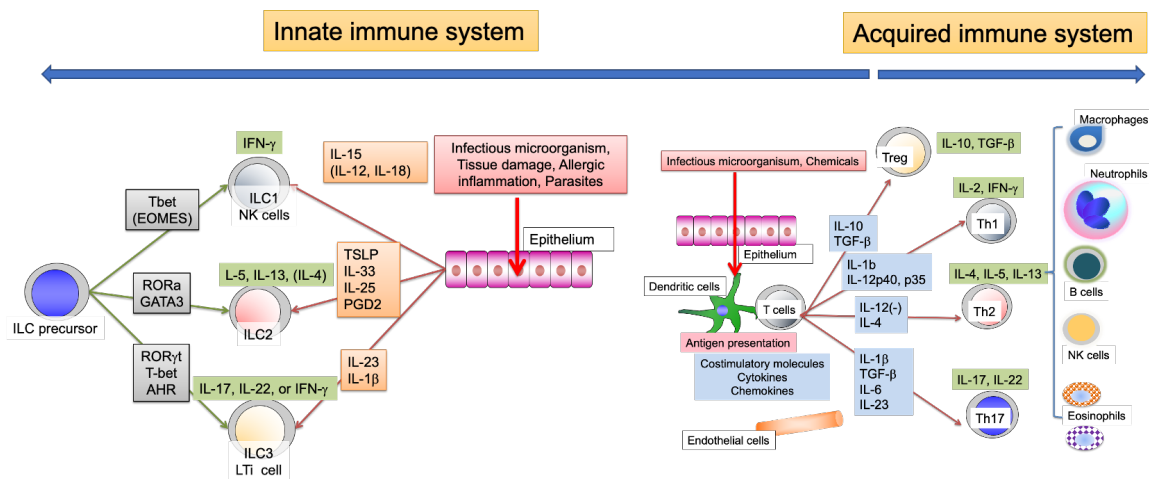 Innate immune system
Acquired immune system
IFN-γ
IL-15
(IL-12, IL-18)
Infectious microorganism,
Tissue damage, Allergic
inflammation, Parasites
ILC1
NK cells
Tbet
(EOMES)
Epithelium
TSLP
IL-33
IL-25
PGD2
L-5, IL-13, (IL-4)
RORa
GATA3
ILC precursor
ILC2
RORγt
T-bet
AHR
IL-23
IL-1β
IL-17, IL-22, or IFN-γ
ILC3
LTi cell
Infectious microorganisum, Chemicals
Epithelium
Dendritic cells
T cells
Antigen presentation
Costimulatory molecules
Cytokines
Chemokines
Endothelial cells
Treg
IL-10, TGF-β
IL-10
TGF-β
IL-2, IFN-γ
Th1
IL-1b
IL-12p40, p35
IL-4, IL-5, IL-13
IL-12(-)
IL-4
Th2
IL-1β
TGF-β
IL-6
IL-23
IL-17, IL-22
Th17
Macrophages
Neutrophils
B cells
NK cells
Eosinophils